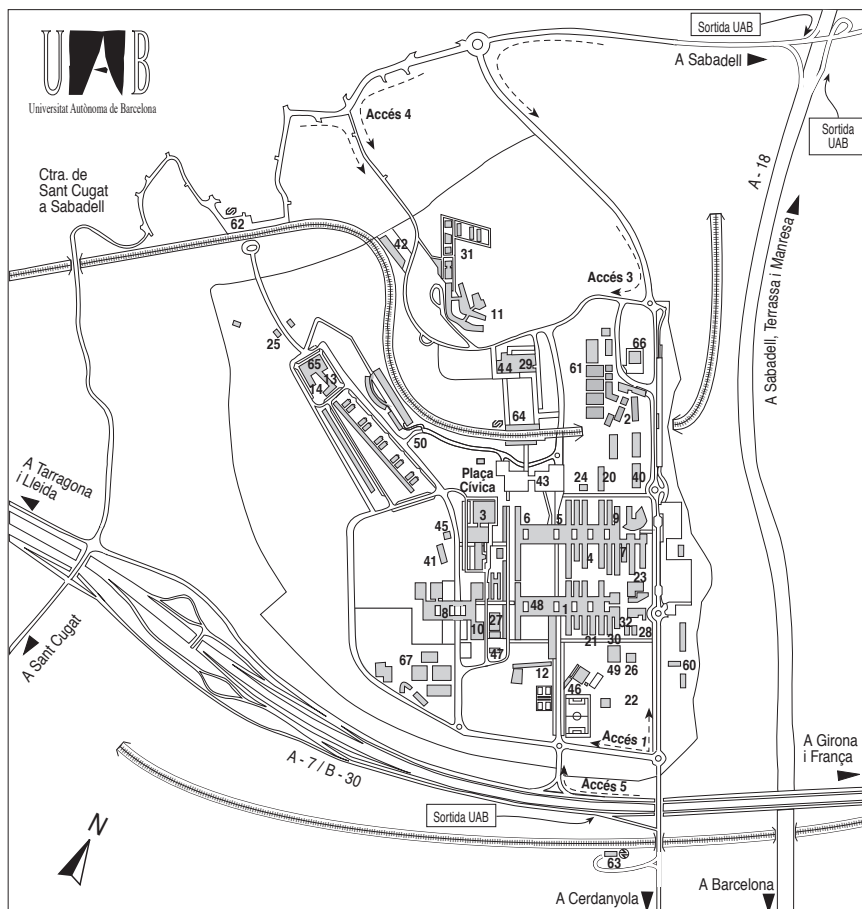 UAB
Universitat Autònoma de Barcelona
Sortida UAB
A Sabadell
Accés 4
Sortida
UAB
Ctra. de
Sant Cugat
a Sabadell
A - 18
A Sabadell, Terrassa i Manresa
62
42
31
Accés 3
11
25
66
65
13
14
44
29
61
2
64
50
Plaça
Cívica
43
24
20
40
A Tarragona
i Lleida
3
6
5
9
45
41
4
7
23
8
10
27
48
1
32
28
21
30
47
A Sant Cugat
67
12
49
26
60
46
22
Accés 1
A Girona
i França
A - 7 / B - 30
Accés 5
Sortida UAB
N
63
A Cerdanyola
A Barcelona